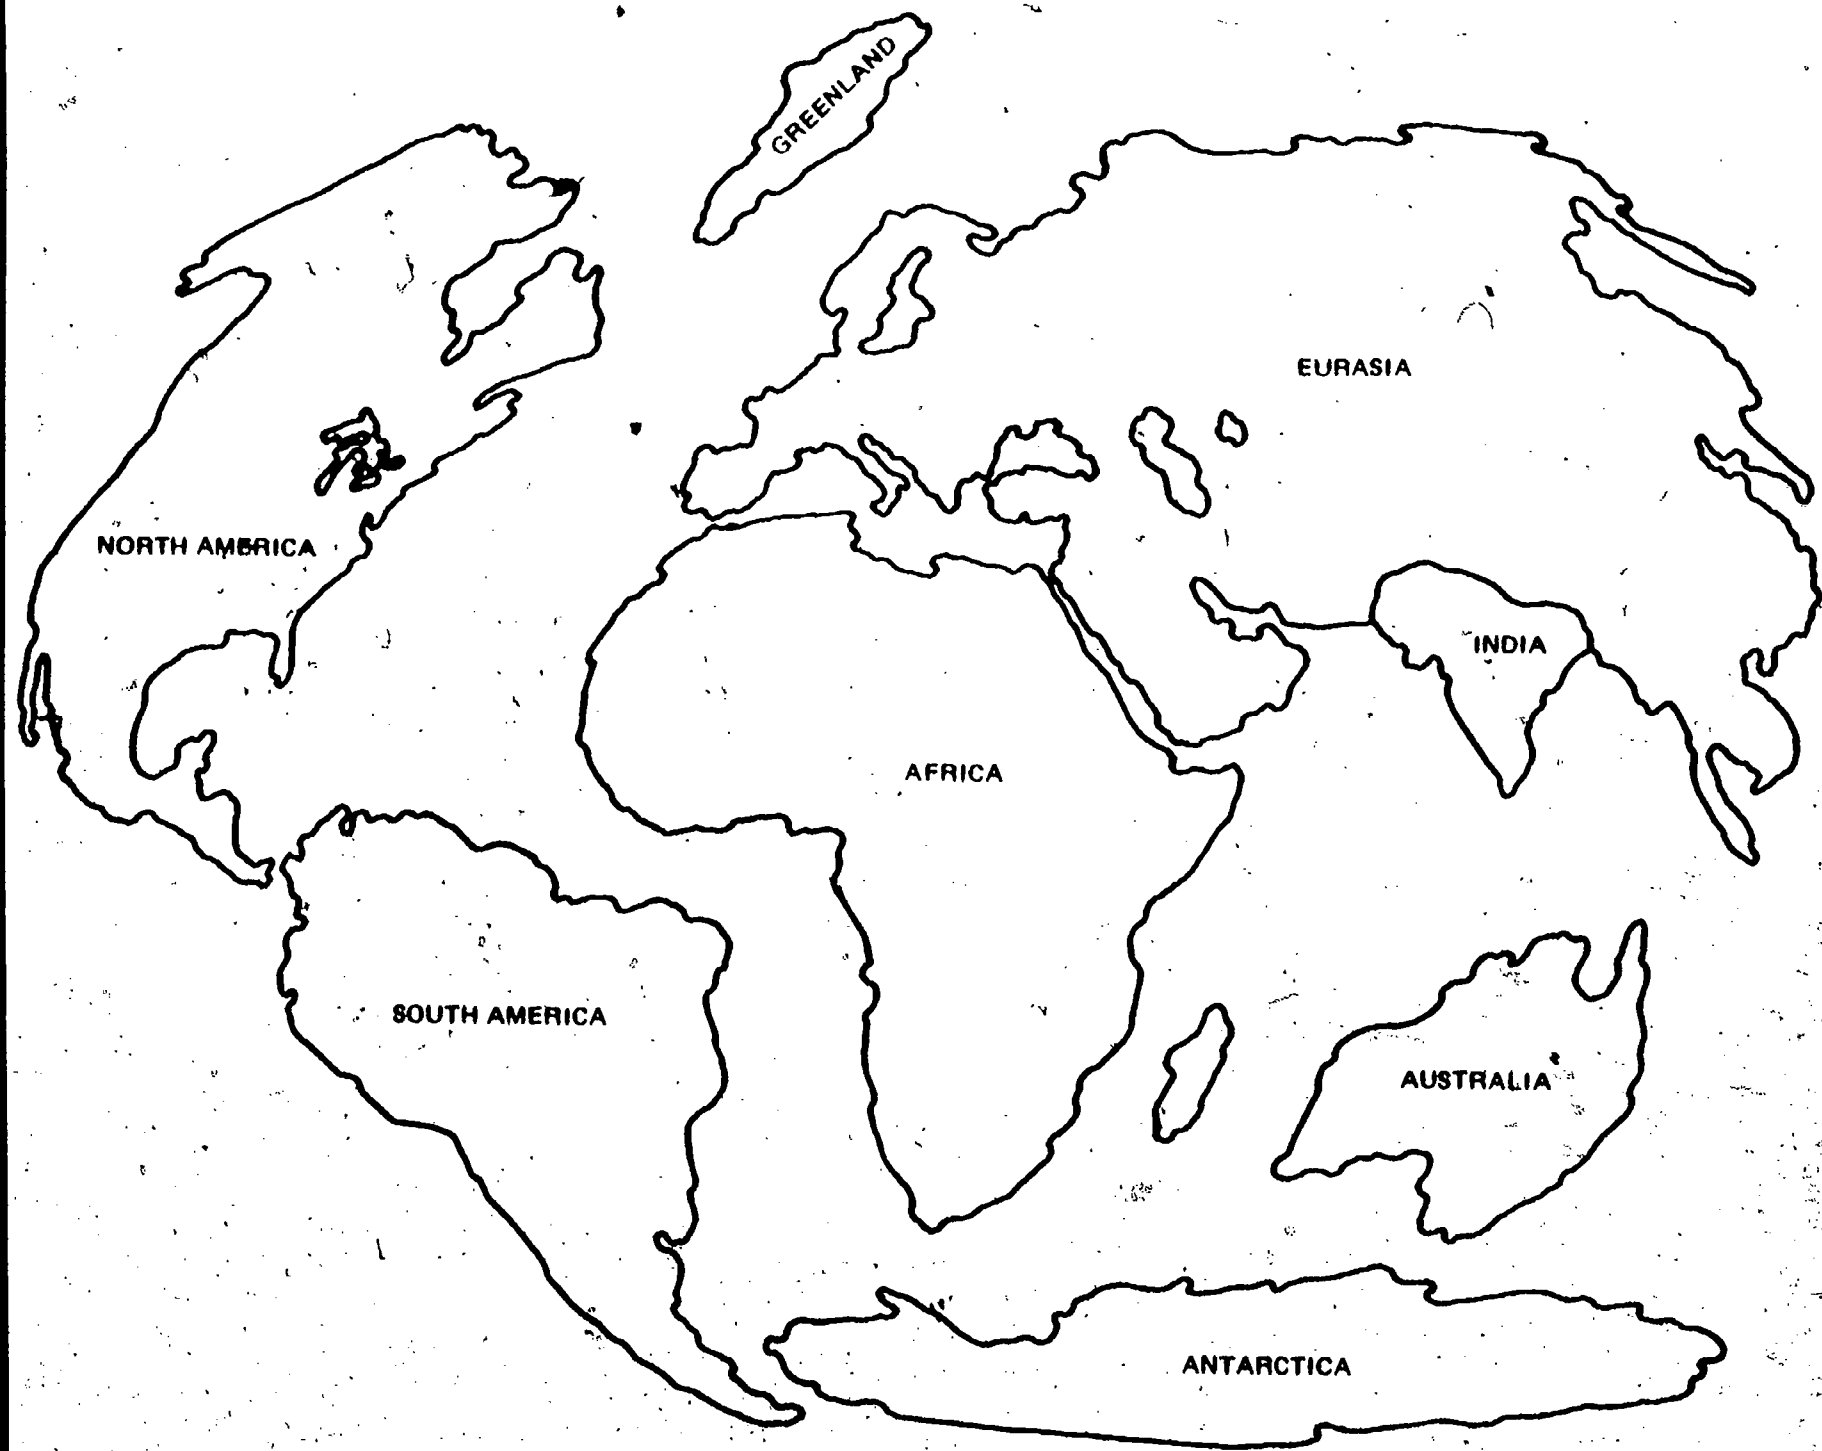 GREENLAND
EURASIA
NORTH AMERICA
INDIA
AFRICA
SOUTH AMERICA
AUSTRALIA
ANTARCTICA